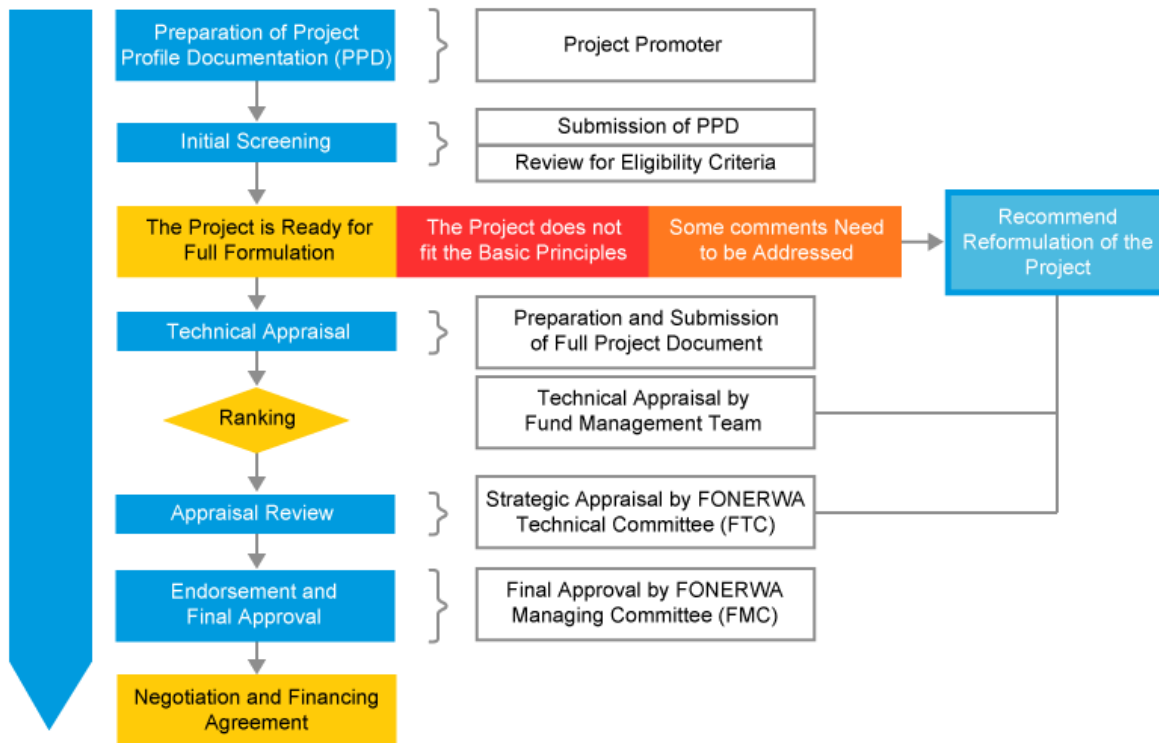 Preparation of Project
Profile Documentation (PPD)
Project Promoter
Initial Screening
Submission of PPD
Review for Eligibility Criteria
The Project is Ready for
Full Formulation
The Project does not
fit the Basic Principles
Some comments Need
to be Addressed
Recommend
Reformulation of the
Project
Technical Appraisal
Preparation and Submission
of Full Project Document
Ranking
Technical Appraisal by
Fund Management Team
Appraisal Review
Strategic Appraisal by FONERWA
Technical Committee (FTC)
Endorsement and
Final Approval
Final Approval by FONERWA
Managing Committee (FMC)
Negotiation and Financing
Agreement